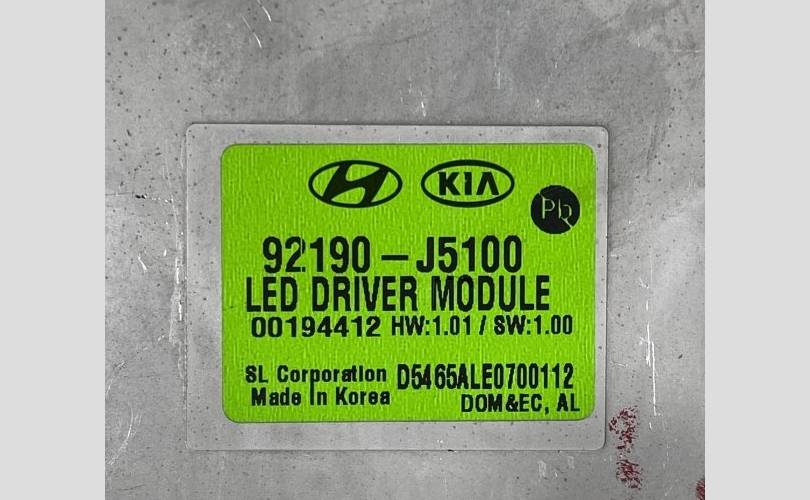 KIA
Pb
92190-J5100
LED DRIVER MODULE
00194412 HW:1.01 / SW:1.00
SL Corporation D5465ALE0700112
Made In Korea
DOM&EC, AL